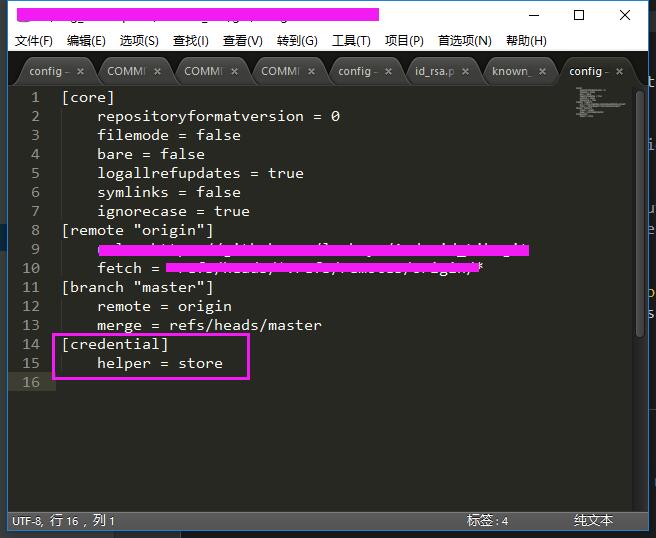 文件(F) 编辑(E) 选项(S) 查找(I) 查看(V) 转到(G) 工具(T) 项目(P) 首选项(N) 帮助(H)
config — COMMI COMMI COMMI config — id_rsa.p known_ config —
1 [core]
2 repositoryformatversion = 0
3 filemode = false
4 bare = false
5 logallrefupdates = true
6 symlinks = false
7 ignorecase = true
8 [remote "origin"]
9
10 fetch =
11 [branch "master"]
12 remote = origin
13 merge = refs/heads/master
14 [credential]
15 helper = store
16
UTF-8, 行 16 , 列 1 标签 : 4 纯文本